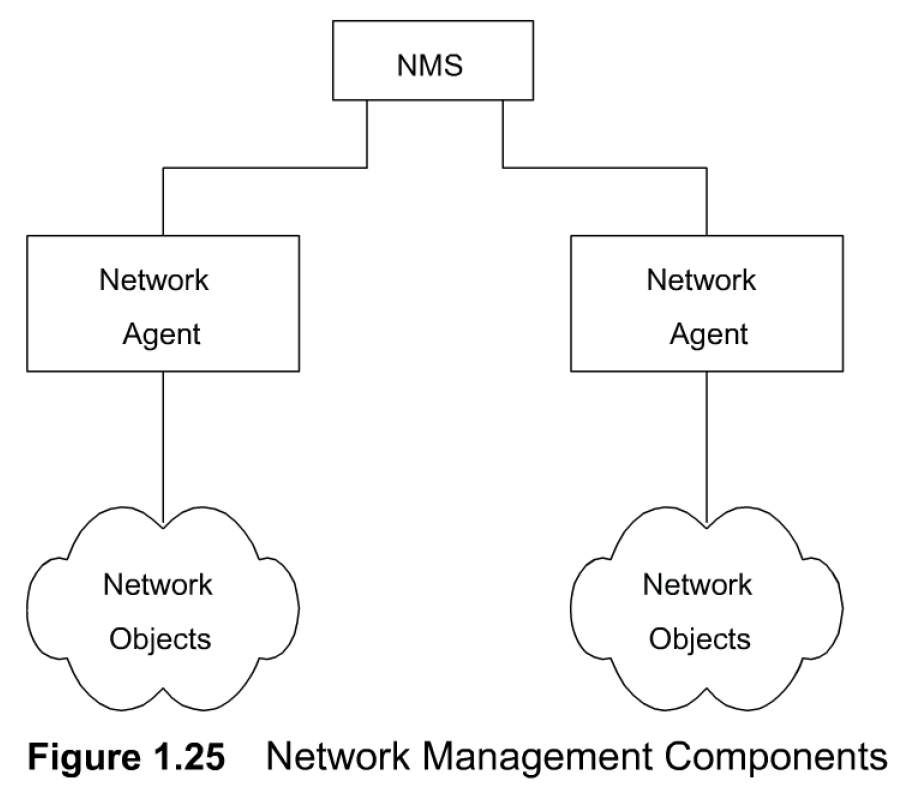 NMS
Network
Agent
Network
Agent
Network
Objects
Network
Objects
Figure 1.25 Network Management Components